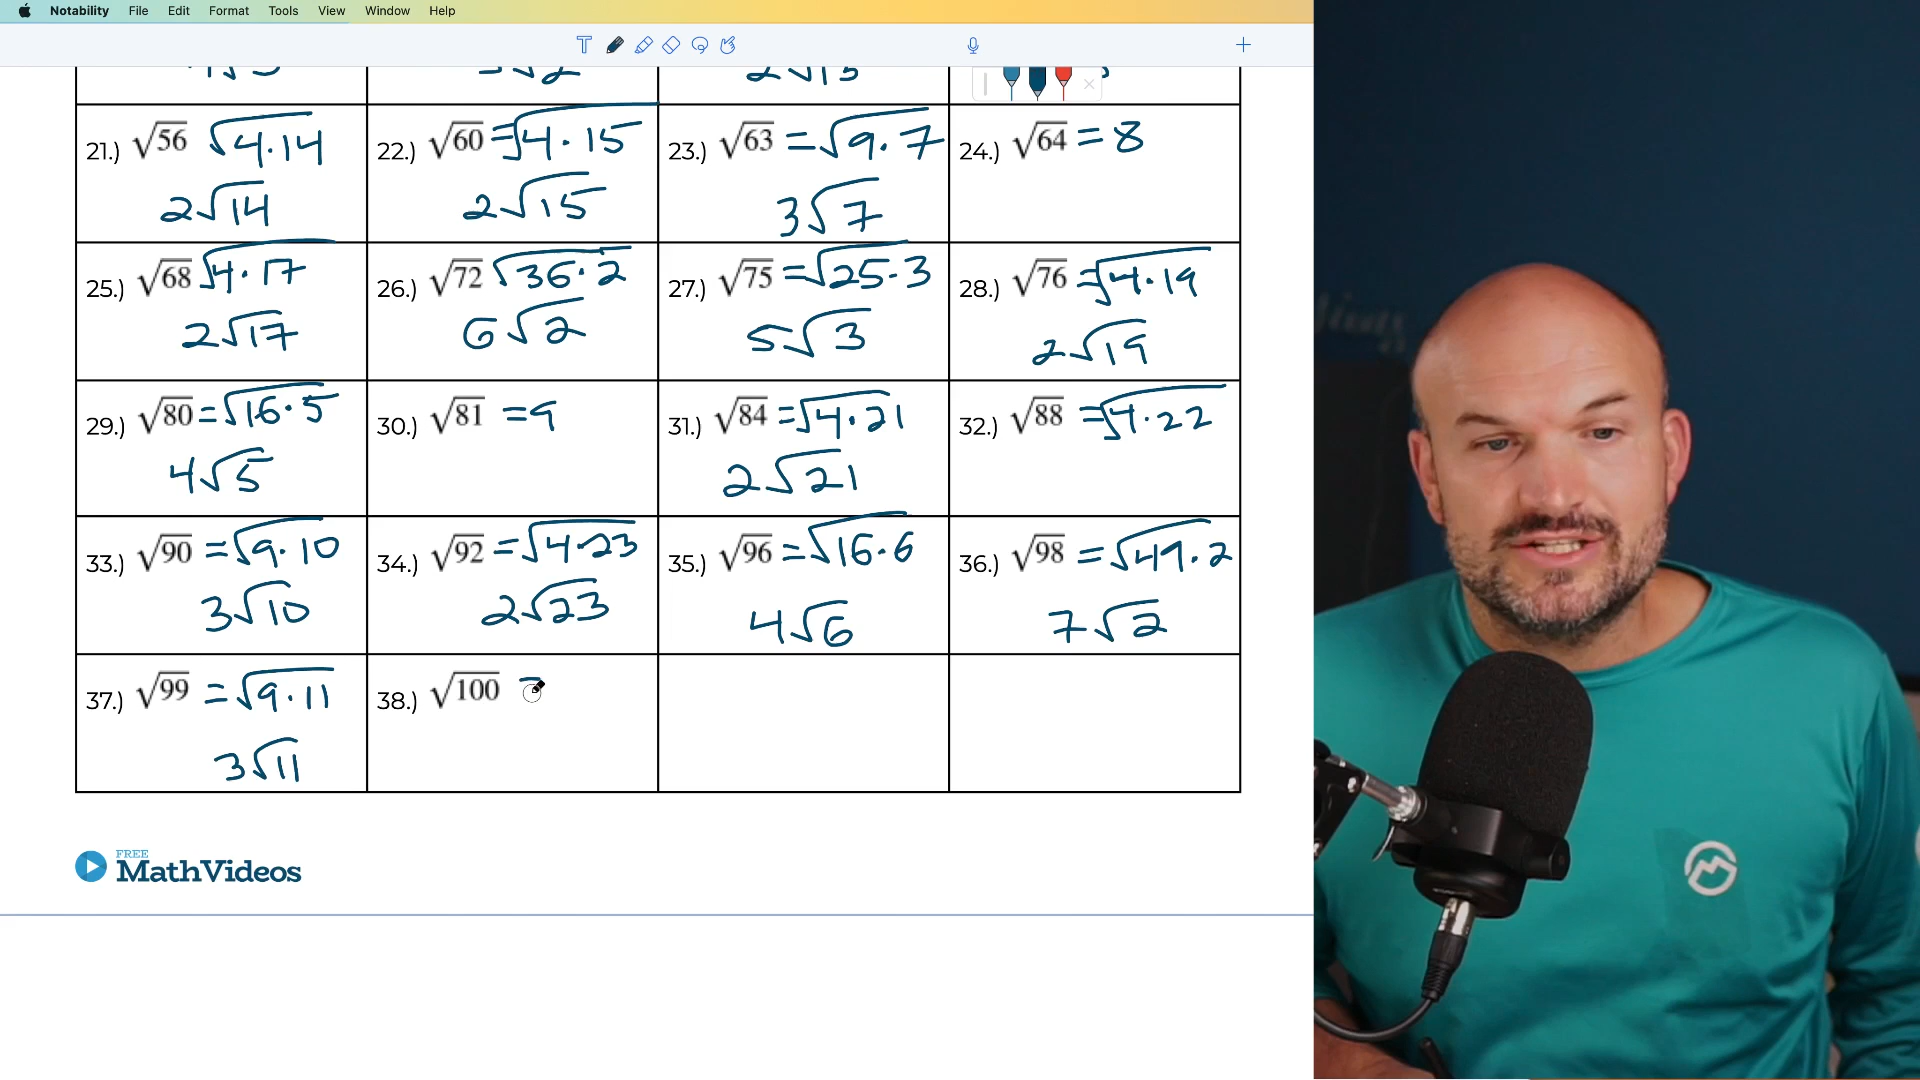 Notability File Edit Format Tools View Window Help
21.) √56 √4·14
2√14
22.) √60 =√4·15
2√15
23.) √63 =√9·7
3√7
24.) √64 = 8
25.) √68 √4·17
2√17
26.) √72 √36·2
6√2
27.) √75 =√25·3
5√3
28.) √76 =√4·19
2√19
29.) √80 =√16·5
4√5
30.) √81 =9
31.) √84 =√4·21
2√21
32.) √88 =√4·22
33.) √90 =√9·10
3√10
34.) √92 =√4·23
2√23
35.) √96 =√16·6
4√6
36.) √98 =√49·2
7√2
37.) √99 =√9·11
3√11
38.) √100
FREE
MathVideos